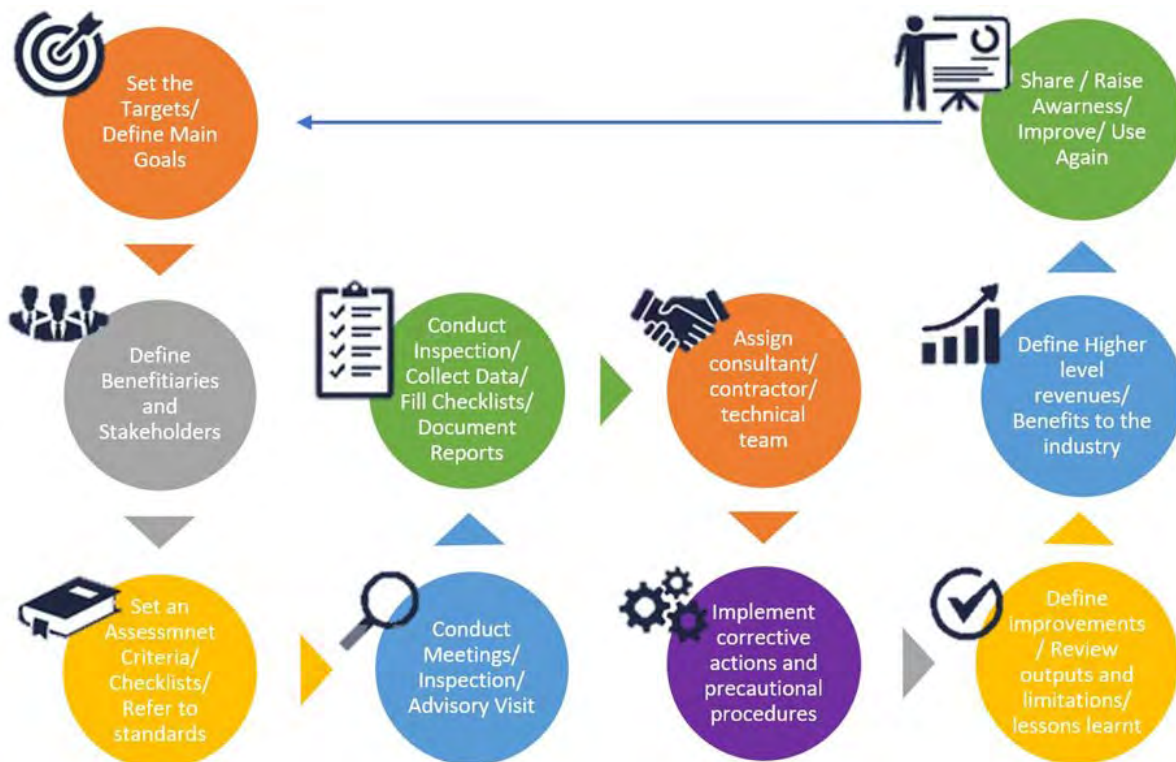 Set the
Targets/
Define Main
Goals
Define
Benefitiaries
and
Stakeholders
Set an
Assessmnet
Criteria/
Checklists/
Refer to
standards
Conduct
Meetings/
Inspection/
Advisory Visit
Conduct
Inspection/
Collect Data/
Fill Checklists/
Document
Reports
Assign
consultant/
contractor/
technical
team
Implement
corrective
actions and
precautional
procedures
Define
improvements
/ Review
outputs and
limitations/
lessons learnt
Define Higher
level
revenues/
Benefits to the
industry
Share / Raise
Awarness/
Improve/ Use
Again